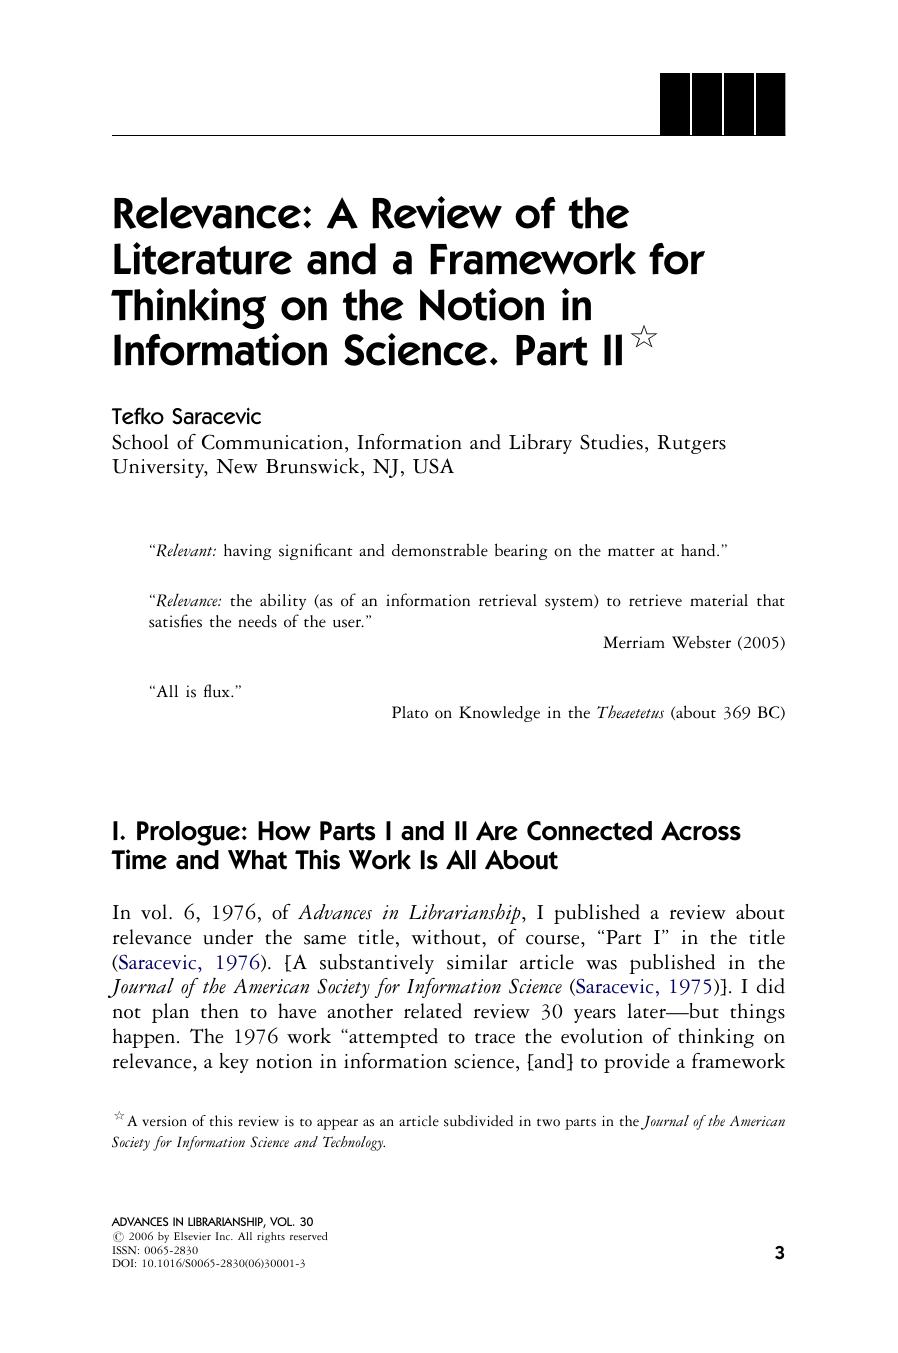 Relevance: A Review of the
Literature and a Framework for
Thinking on the Notion in
Information Science. Part II☆
Tefko Saracevic
School of Communication, Information and Library Studies, Rutgers
University, New Brunswick, NJ, USA
“Relevant: having significant and demonstrable bearing on the matter at hand.”
“Relevance: the ability (as of an information retrieval system) to retrieve material that
satisfies the needs of the user.”
Merriam Webster (2005)
“All is flux.”
Plato on Knowledge in the Theaetetus (about 369 BC)
I. Prologue: How Parts I and II Are Connected Across
Time and What This Work Is All About
In vol. 6, 1976, of Advances in Librarianship, I published a review about
relevance under the same title, without, of course, “Part I” in the title
(Saracevic, 1976). [A substantively similar article was published in the
Journal of the American Society for Information Science (Saracevic, 1975)]. I did
not plan then to have another related review 30 years later—but things
happen. The 1976 work “attempted to trace the evolution of thinking on
relevance, a key notion in information science, [and] to provide a framework
☆A version of this review is to appear as an article subdivided in two parts in the Journal of the American
Society for Information Science and Technology.
ADVANCES IN LIBRARIANSHIP, VOL. 30
© 2006 by Elsevier Inc. All rights reserved
ISSN: 0065-2830
DOI: 10.1016/S0065-2830(06)30001-3
3